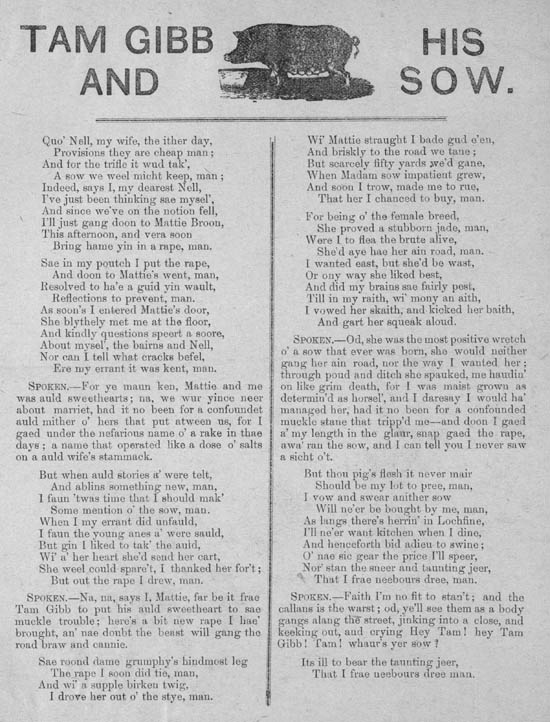 TAM GIBB AND HIS SOW.
Quo' Nell, my wife, the ither day,
Provisions they are cheap man;
And for the trifle it wud tak',
A sow we weel micht keep, man;
Indeed, says I, my dearest Nell,
I've just been thinking sae mysel',
And since we've on the notion fell,
I'll just gang doon to Mattie Broon,
This afternoon, and vera soon
Bring hame yin in a rape, man.
Sae in my poutch I put the rape,
And doon to Mattie's went, man,
Resolved to ha'e a guid yin wault,
Reflections to prevent, man.
As soon's I entered Mattie's door,
She blythely met me at the floor,
And kindly questions speert a soore,
About mysel', the bairns and Nell,
Nor can I tell what cracks befel,
Ere my errant it was kent, man.
SPOKEN.—For ye maun ken, Mattie and me
was auld sweethearts; na, we wur yince neer
about marriet, had it no been for a confoundet
auld mither o' hers that put atween us, for I
gaed under the nefarious name o' a rake in thae
days; a name that operated like a dose o' salts
on a auld wife's stammack.
But when auld stories a' were telt,
And ablins something new, man,
I faun 'twas time that I should mak'
Some mention o' the sow, man.
When I my errant did unfauld,
I faun the young anes a' were sauld,
But gin I liked to tak' the auid,
Wi' a' her heart she'd send her cart,
She weel could spare't, I thanked her for't;
But out the rape I drew, man.
SPOKEN.—Na, na, says I, Mattie, far be it frae
Tam Gibb to put his auld sweetheart to sae
muckle trouble; here's a bit new rape I hae'
brought, an' nae doubt the beast will gang the
road braw and cannie.
Sae roond dame grumphy's hindmost leg
The rape I soon did tie, man,
And wi' a supple birken twig,
I drove her out o' the stye, man.
Wi' Mattie straught I bade gud e'en,
And briskly to the road we tane;
But scarcely fifty yards we'd gane,
When Madam sow impatient grew,
And soon I trow, made me to rue,
That her I chanced to buy, man.
For being o' the female breed,
She proved a stubborn jade, man,
Were I to flea the brute alive,
She'd aye hae her ain road, man.
I wanted east, but she'd be wast,
Or ony way she liked best,
And did my brains sae fairly pest,
Till in my raith, wi' mony an aith,
I vowed her skaith, and kicked her baith,
And gart her squeak aloud.
SPOKEN.—Od, she was the most positive wretch
o' a sow that ever was born, she would neither
gang her ain road, nor the way I wanted her;
through poud and ditch she spauked, me haudin'
on like grim death, for I was maist grown as
determin'd as horsel', and I daresay I would ha'
managed her, had it no been for a confounded
muckle stane that tripp'd me—and doon I gaed
a' my length in the glaur, snap gaed the rape,
awa' ran the sow, and I can tell you I never saw
a sicht o't.
But thou pig's flesh it never mair
Should be my lot to pree, man,
I vow and swear anither sow
Will ne'er be bought by me, man,
As langs there's herrin' in Lochfine,
I'll ne'er want kitchen when I dine,
And henceforth bid adieu to swine;
O' nae sic gear the price I'll speer,
Nor stan the sneer and taunting jeer,
That I frae neebours dree, man.
SPOKEN.—Faith I'm no fit to stan't; and the
callans is the warst; od, ye'll see them as a body
gangs alang the street, jinking into a close, and
keeking out, and crying Hey Tam! hey Tam
Gibb! Tam! whaur's yer sow?
Its ill to bear the taunting jeer,
That I frae neebours dree man.